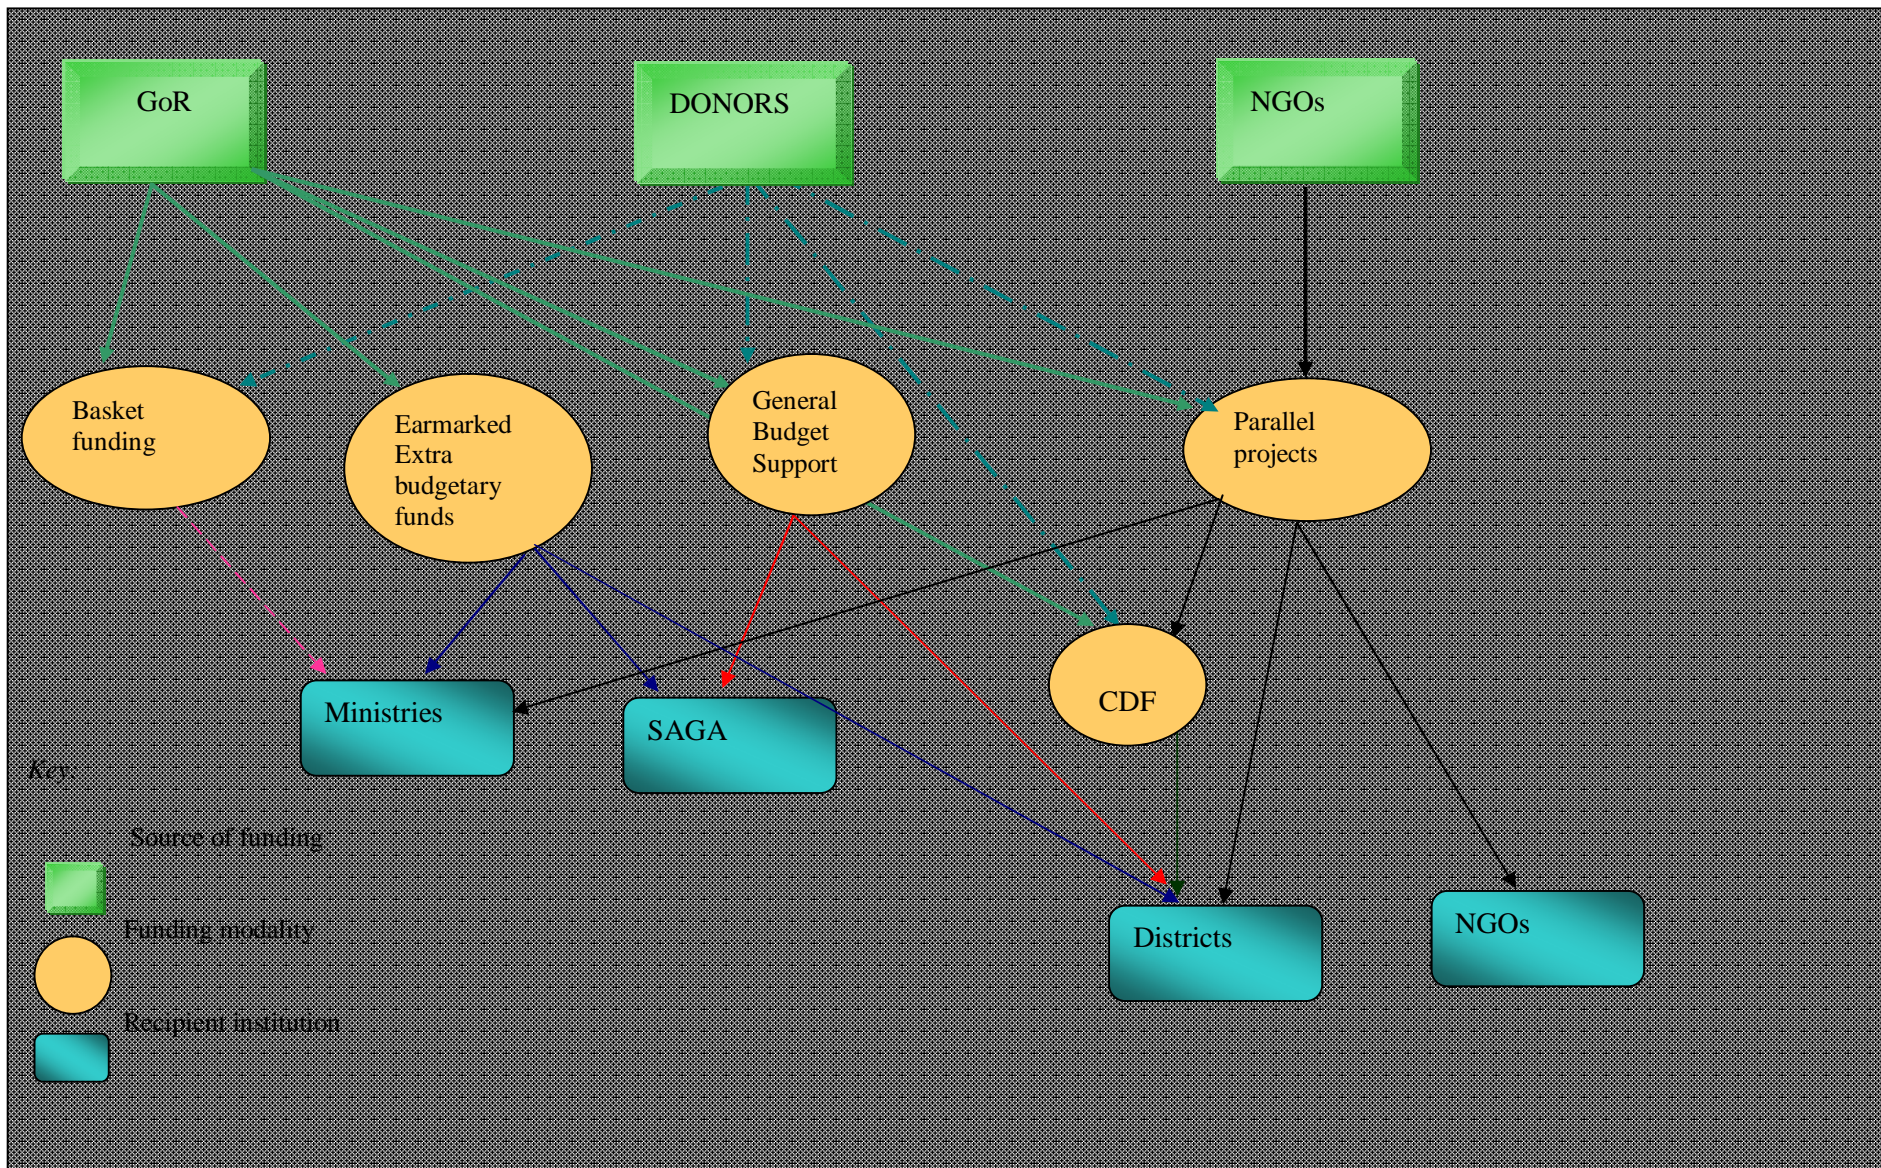 GoR
DONORS
NGOs
Basket
funding
Earmarked
Extra
budgetary
funds
General
Budget
Support
Parallel
projects
Ministries
SAGA
CDF
Key:
Source of funding
Funding modality
Recipient institution
Districts
NGOs